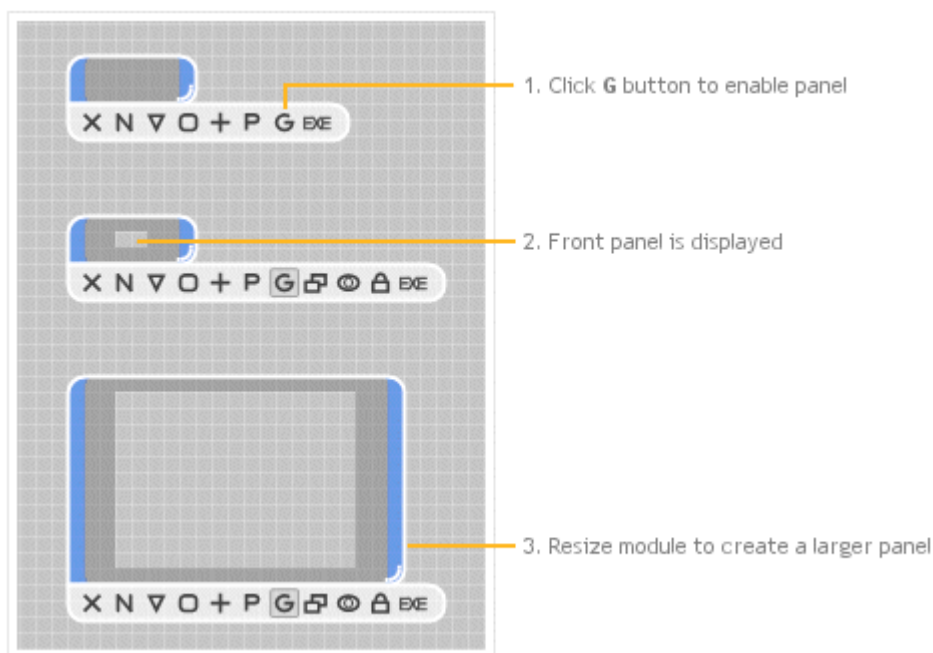 1. Click G button to enable panel
X N ▽ O + P G EXE
2. Front panel is displayed
X N ▽ O + P G EXE
3. Resize module to create a larger panel
X N ▽ O + P G EXE